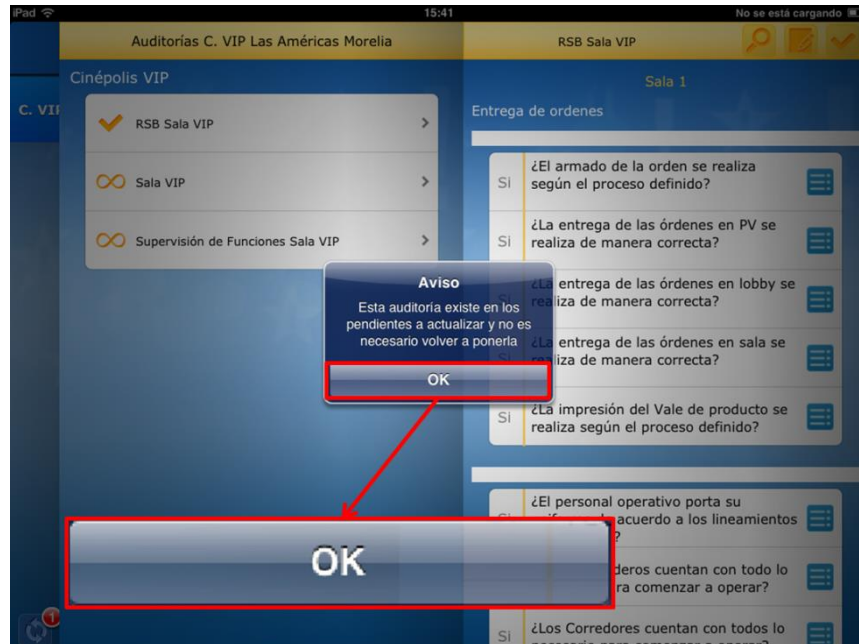 iPad 15:41 No se está cargando
Auditorías C. VIP Las Américas Morelia
RSB Sala VIP
C. VIP
Cinépolis VIP
RSB Sala VIP
Sala VIP
Supervisión de Funciones Sala VIP
Sala 1
Entrega de ordenes
Si ¿El armado de la orden se realiza
según el proceso definido?
Si ¿La entrega de las órdenes en PV se
realiza de manera correcta?
¿La entrega de las órdenes en lobby se
realiza de manera correcta?
entrega de las órdenes en sala se
realiza de manera correcta?
Si ¿La impresión del Vale de producto se
realiza según el proceso definido?
¿El personal operativo porta su
acuerdo a los lineamientos
?
cuentan con todo lo
comenzar a operar?
Si ¿Los Corredores cuentan con todos lo
Aviso
Esta auditoría existe en los
pendientes a actualizar y no es
necesario volver a ponerla
OK
OK
1